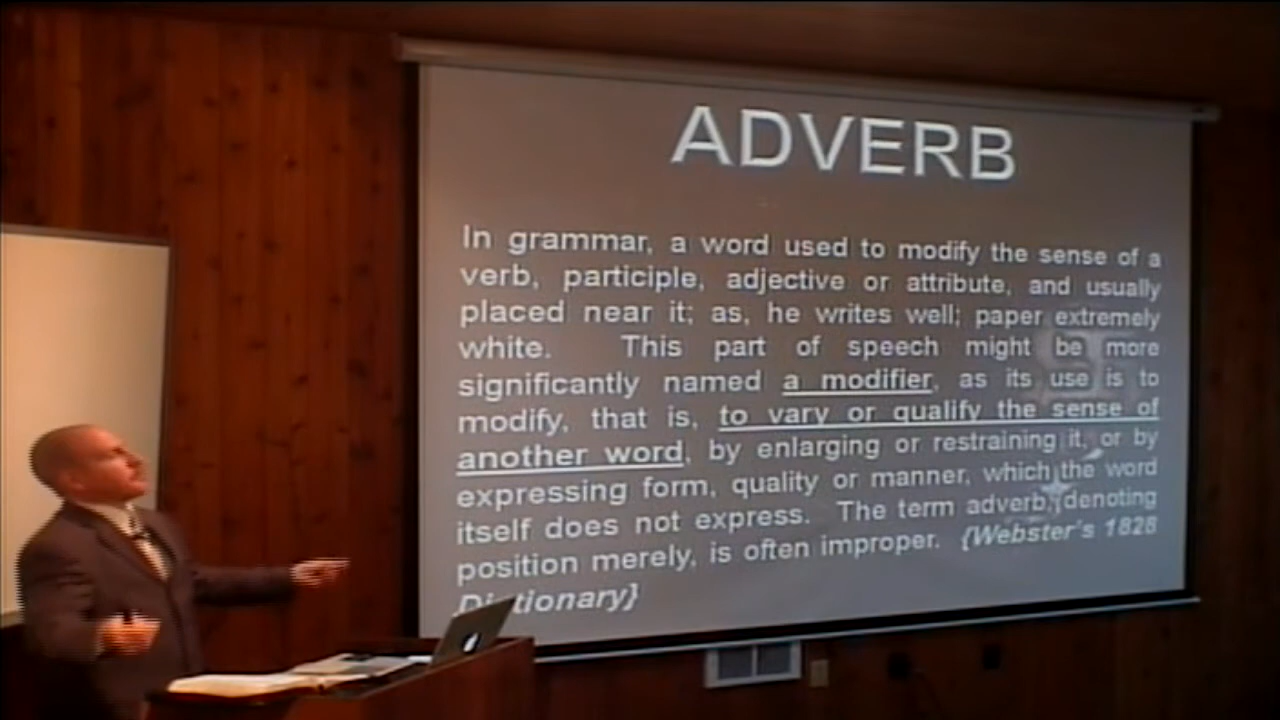 ADVERB
In grammar, a word used to modify the sense of a
verb, participle, adjective or attribute, and usually
placed near it; as, he writes well; paper extremely
white. This part of speech might be more
significantly named a modifier, as its use is to
modify, that is, to vary or qualify the sense of
another word, by enlarging or restraining it, or by
expressing form, quality or manner, which the word
itself does not express. The term adverb, denoting
position merely, is often improper. {Webster's 1828
Dictionary}